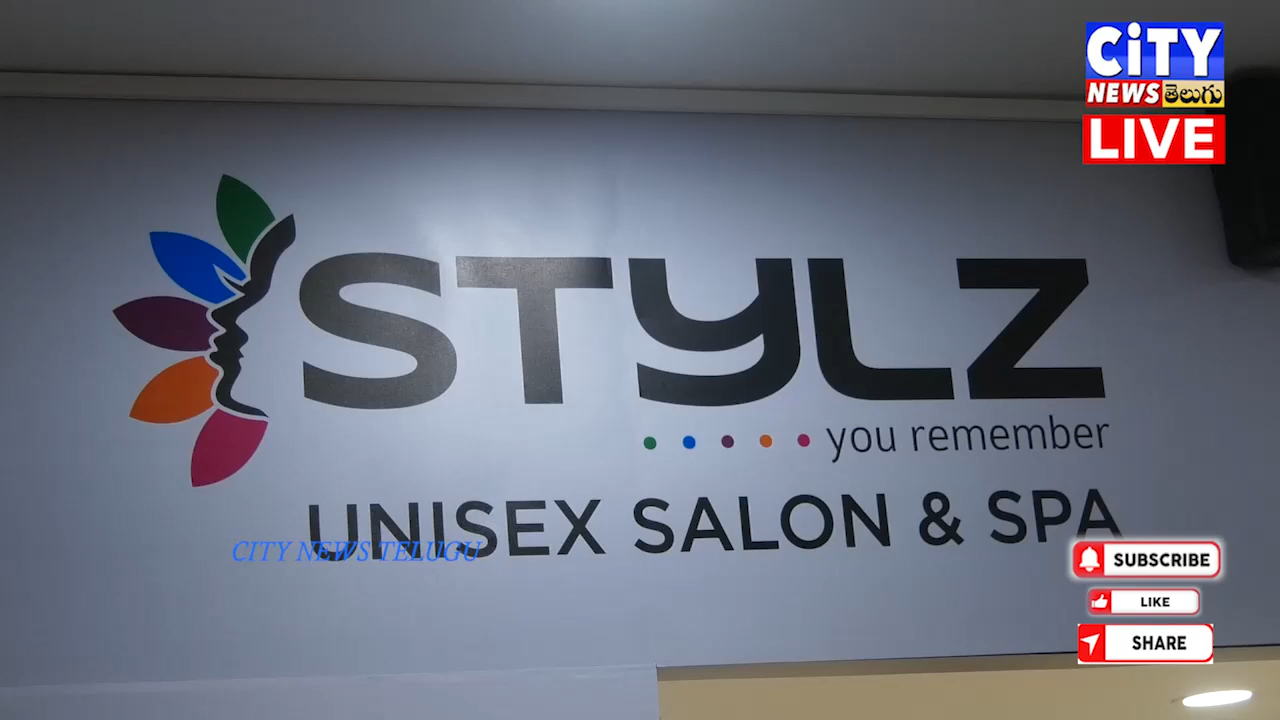 CiTY
NEWS తెలుగు
LIVE
STYLZ
you remember
UNISEX SALON & SPA
CITY NEWS TELUGU
SUBSCRIBE
LIKE
SHARE